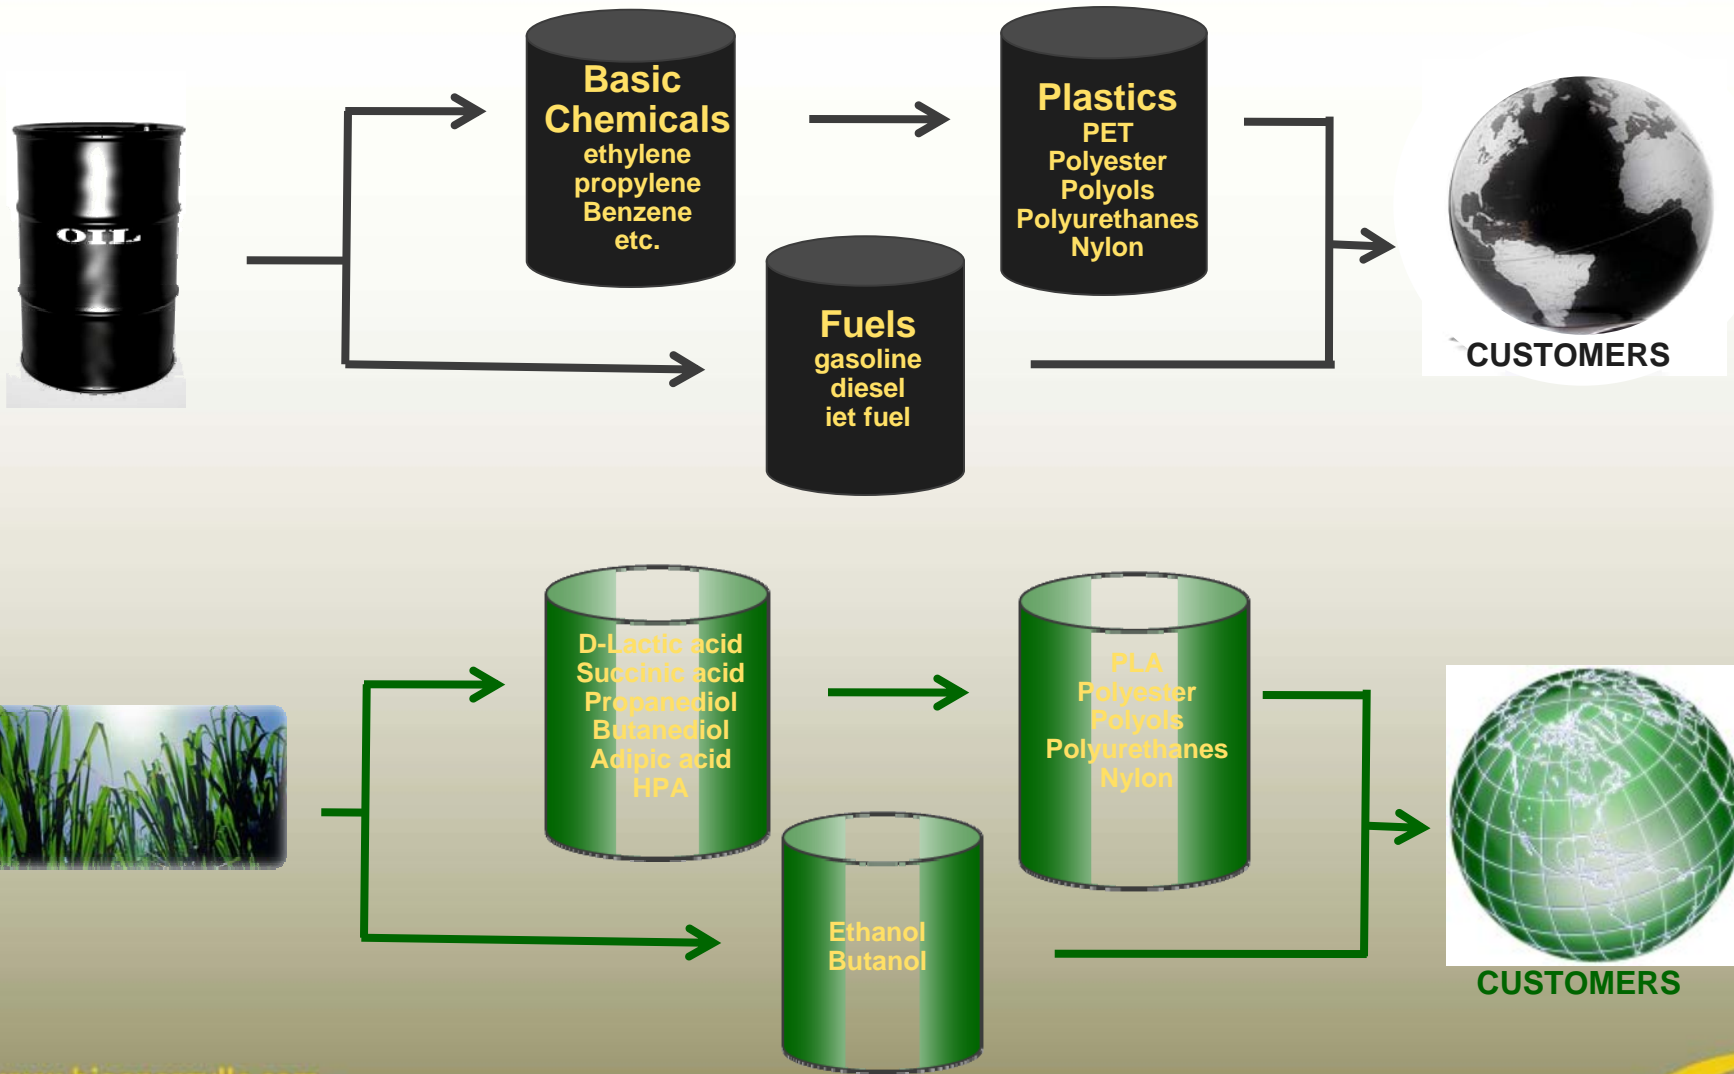 OIL
Basic
Chemicals
ethylene
propylene
Benzene
etc.
Plastics
PET
Polyester
Polyols
Polyurethanes
Nylon
Fuels
gasoline
diesel
iet fuel
CUSTOMERS
D-Lactic acid
Succinic acid
Propanediol
Butanediol
Adipic acid
HPA
PLA
Polyester
Polyols
Polyurethanes
Nylon
Ethanol
Butanol
CUSTOMERS